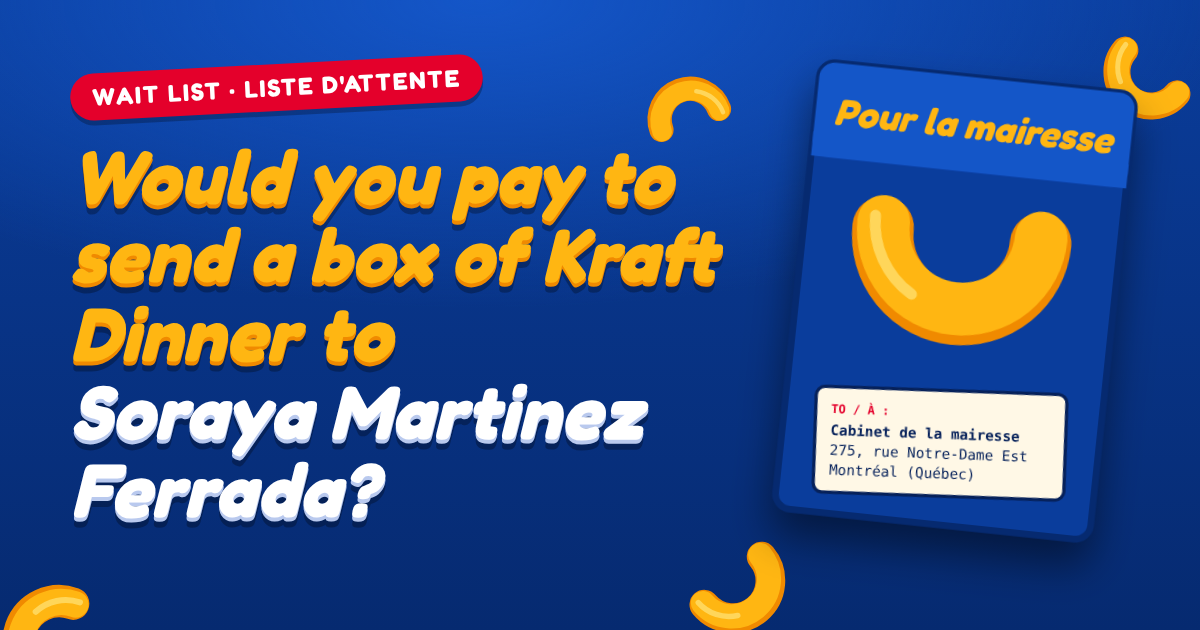 WAIT LIST · LISTE D'ATTENTE
Would you pay to
send a box of Kraft
Dinner to
Soraya Martinez
Ferrada?
Pour la mairesse
TO / À :
Cabinet de la mairesse
275, rue Notre-Dame Est
Montréal (Québec)